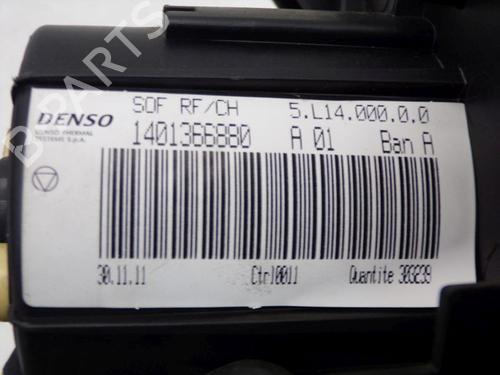 B PARTS
SOF RF/CH 5.L14.000.0.0
DENSO 1401366880 A 01 Ban A
DENSO THERMAL
SYSTEMS S.p.A.
30.11.11 Ctrl0011 Quantite 303239